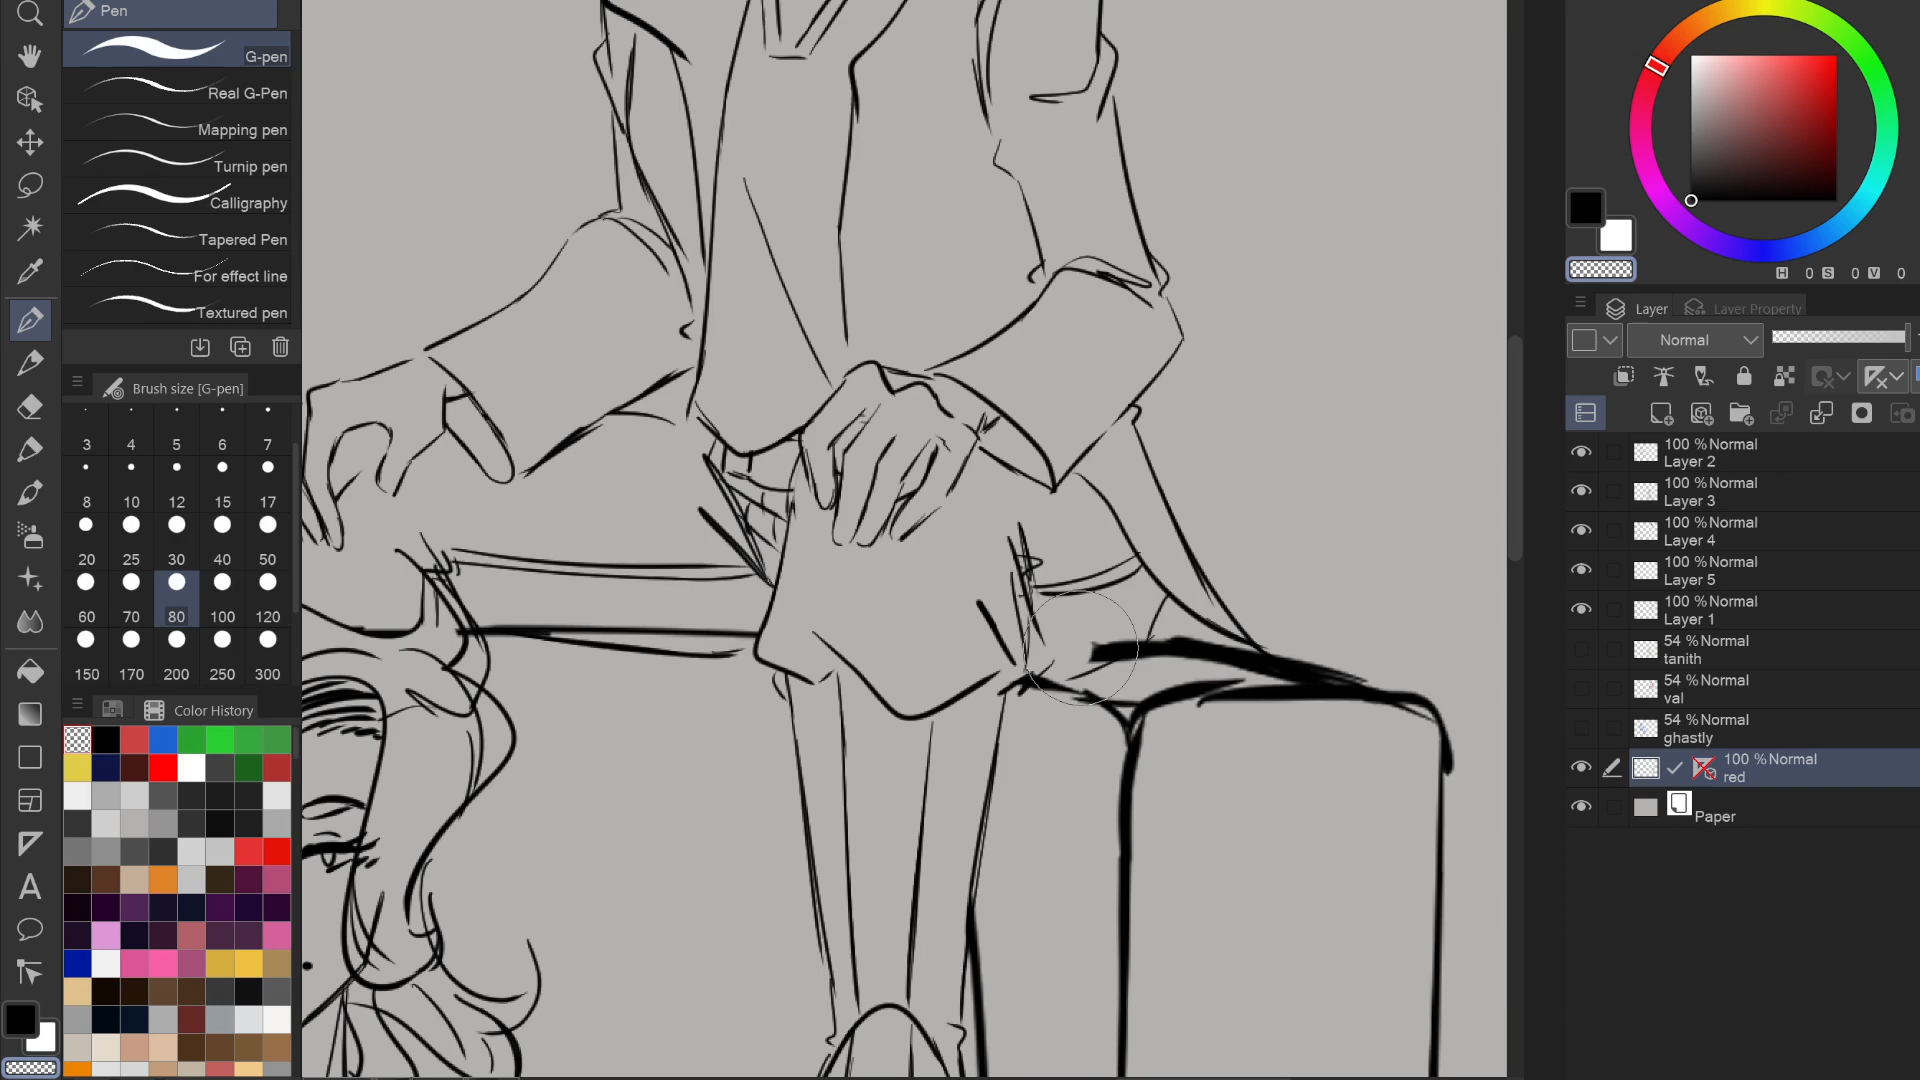 Pen
G-pen
Real G-Pen
Mapping pen
Turnip pen
Calligraphy
Tapered Pen
For effect line
Textured pen
Brush size [G-pen]
3 4 5 6 7
8 10 12 15 17
20 25 30 40 50
60 70 80 100 120
150 170 200 250 300
Color History
H 0 S 0 V 0
Layer Layer Property
Normal
100 %Normal
Layer 2
100 %Normal
Layer 3
100 %Normal
Layer 4
100 %Normal
Layer 5
100 %Normal
Layer 1
54 %Normal
tanith
54 %Normal
val
54 %Normal
ghastly
100 %Normal
red
Paper